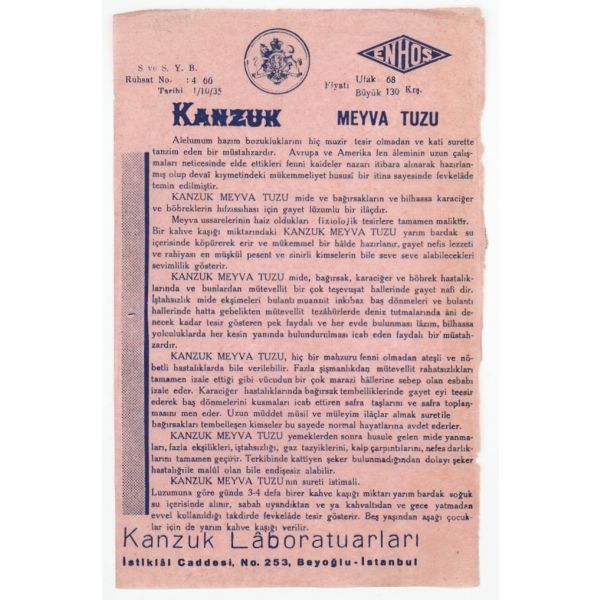 S ve S. Y. B.
Ruhsat No. : 4 66
Tarihi 1/10/35
ENHOS
Fiyatı Ufak 68
Büyük 130 Krş.
KANZUK MEYVA TUZU
Alelumum hazım bozukluklarını hiç muzir tesir olmadan ve kati surette
tanzim eden bir müstahzardır. Avrupa ve Amerika fen âleminin uzun çalış-
maları neticesinde elde ettikleri fenni kaideler nazarı itibara alınarak hazırlan-
mış olup devaî kıymetindeki mükemmeliyet hususî bir itina sayesinde fevkelâde
temin edilmiştir.
KANZUK MEYVA TUZU mide ve bağırsakların ve bilhassa karaciğer
ve böbreklerin hıfzıssıhası için gayet lüzumlu bir ilâçdır.
Meyva ussarelerinin haiz oldukları fiziolojik tesirlere tamamen maliktir.
Bir kahve kaşığı miktarındaki KANZUK MEYVA TUZU yarım bardak su
içerisinde köpürerek erir ve mükemmel bir hâlde hazırlanır, gayet nefis lezzeti
ve rahiyası en müşkül pesent ve sinirli kimselerin bile seve seve alabilecekleri
sevimlilik gösterir.
KANZUK MEYVA TUZU mide, bağırsak, karaciğer ve böbrek hastalık-
larında ve bunlardan mütevellit bir çok teşevvuşat hallerinde gayet nafi dir.
İştahsızlık mide ekşimeleri bulantı muannit inkıbaz baş dönmeleri ve bulantı
hallerinde hatta gebelikten mütevellit tezâhürlerde deniz tutmalarında âni de-
necek kadar tesir gösteren pek faydalı ve her evde bulunması lâzım, bilhassa
yolculuklarda her kesin yanında bulundurulması icab eden faydalı bir müstah-
zardır.
KANZUK MEYVA TUZU, hiç bir mahzuru fenni olmadan ateşli ve nö-
betli hastalıklarda bile verilebilir. Fazla şişmanlıkdan mütevellit rahatsızlıkları
tamamen izale ettiği gibi vücudun bir çok marazi hâllerine sebep olan esbabı
izale eder. Karaciğer hastalıklarında bağırsak tembelliklerinde gayet eyi teesir
ederek baş dönmelerini kusmaları icab ettiren safra taşlarını ve safra toplan-
masını men eder. Uzun müddet müsil ve müleyim ilâçlar almak suretile
bağırsakları tembelleşen kimseler bu sayede normal hayatlarına avdet ederler.
KANZUK MEYVA TUZU yemeklerden sonra husule gelen mide yanma-
ları, fazla ekşilikleri, iştahsızlığı, gaz tazyiklerini, kalp çarpıntılarını, nefes darlık-
larını tamamen geçirir. Terkibinde kattiyen şeker bulunmadığından dolayı şeker
hastalığıile malûl olan bile endişesiz alabilir.
KANZUK MEYVA TUZU'nın sureti istimali.
Luzumuna göre günde 3-4 defa birer kahve kaşığı miktarı yarım bardak soğuk
su içerisinde alınır, sabah uyandıktan ve ya kahvaltıdan ve gece yatmadan
evvel kullanıldığı takdirde fevkelâde tesir gösterir. Beş yaşından aşağı çocuk-
lar için de yarım kahve kaşığı verilir.
Kanzuk Lâboratuarları
İstiklâl Caddesi, No. 253, Beyoğlu - İstanbul